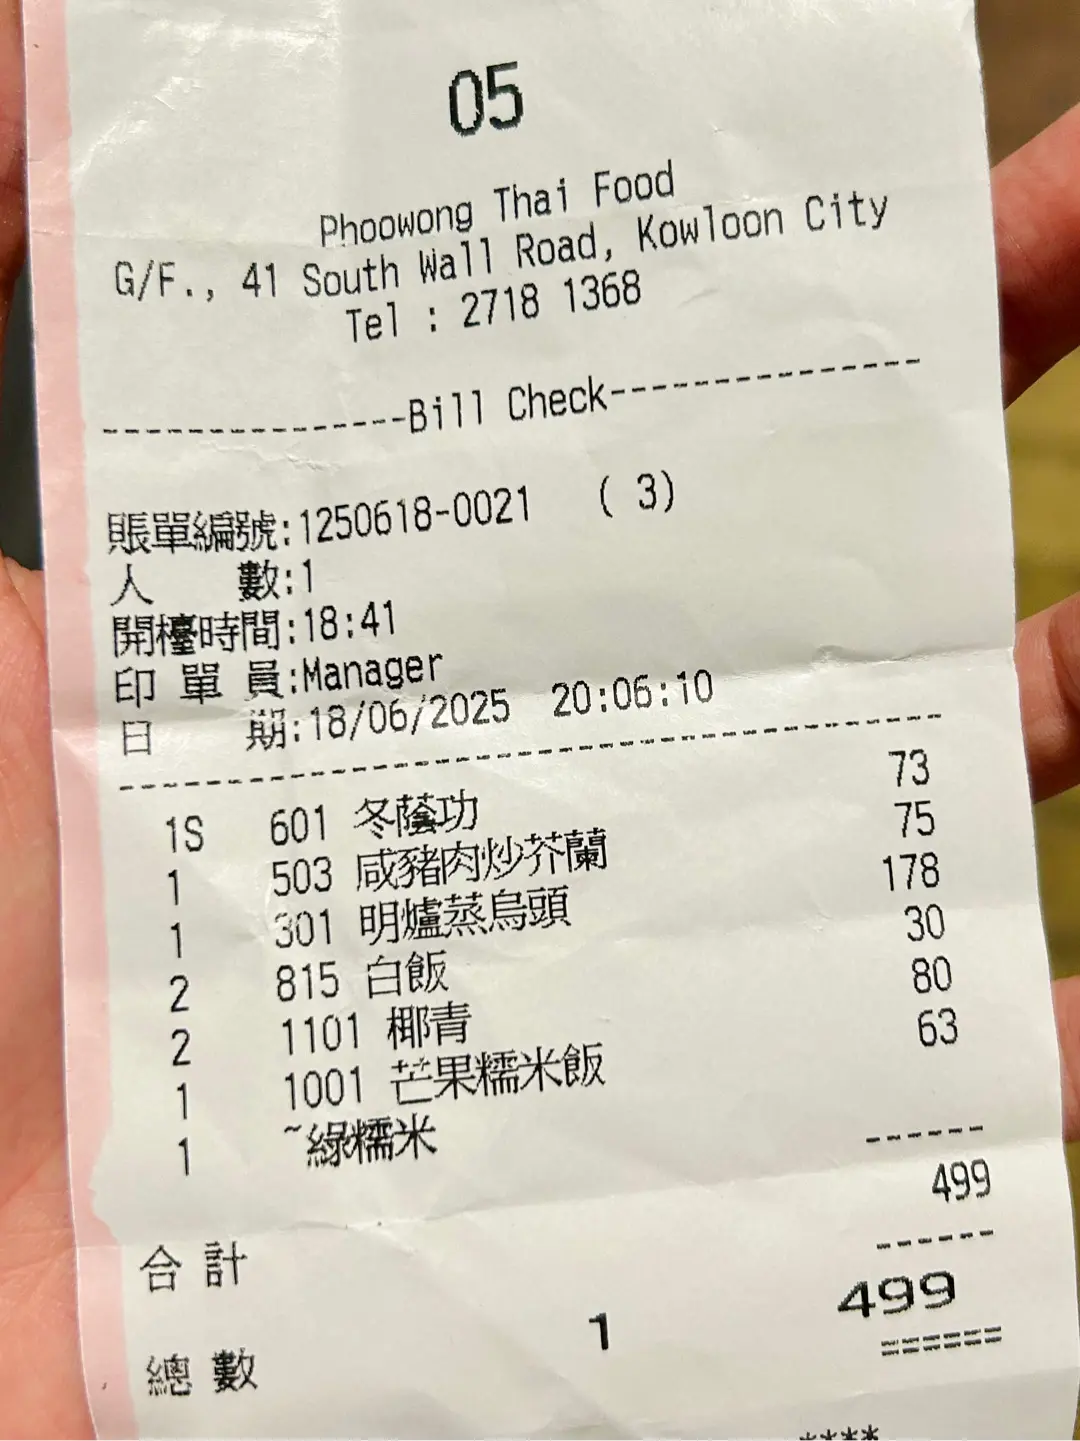 05
Phoowong Thai Food
G/F., 41 South Wall Road, Kowloon City
Tel : 2718 1368
---------------Bill Check---------------
賬單編號:1250618-0021 ( 3)
人 數:1
開檯時間:18:41
印 單 員:Manager
日 期:18/06/2025 20:06:10
----------------------------------------
1S 601 冬蔭功 73
1 503 咸豬肉炒芥蘭 75
1 301 明爐蒸烏頭 178
2 815 白飯 30
2 1101 椰青 80
1 1001 芒果糯米飯 63
1 ~綠糯米
------
合 計 499
------
總 數 1 499
======
****